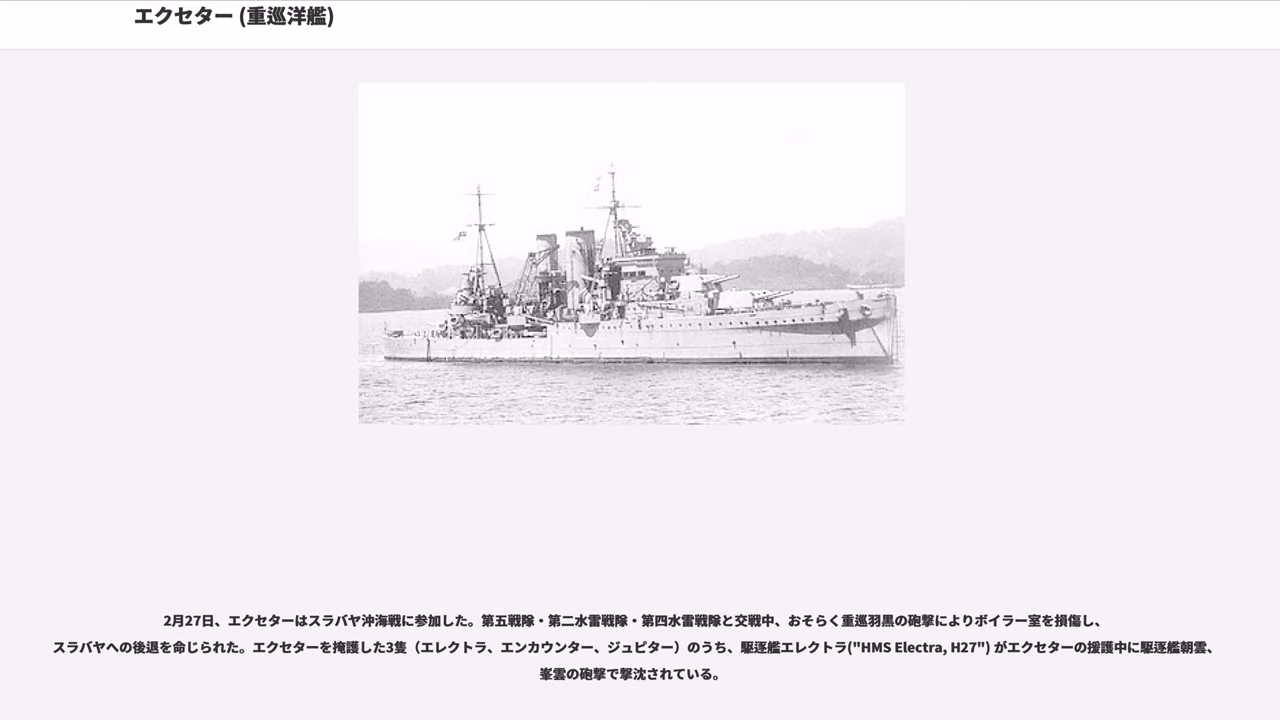 エクセター (重巡洋艦)
2月27日、エクセターはスラバヤ沖海戦に参加した。第五戦隊・第二水雷戦隊・第四水雷戦隊と交戦中、おそらく重巡羽黒の砲撃によりボイラー室を損傷し、
スラバヤへの後退を命じられた。エクセターを掩護した3隻（エレクトラ、エンカウンター、ジュピター）のうち、駆逐艦エレクトラ("HMS Electra, H27") がエクセターの援護中に駆逐艦朝雲、
峯雲の砲撃で撃沈されている。